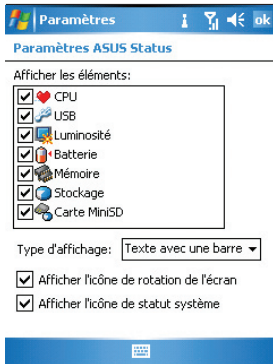 Paramètres ok
Paramètres ASUS Status
Afficher les éléments:
CPU
USB
Luminosité
Batterie
Mémoire
Stockage
Carte MiniSD
Type d'affichage: Texte avec une barre
Afficher l'icône de rotation de l'écran
Afficher l'icône de statut système